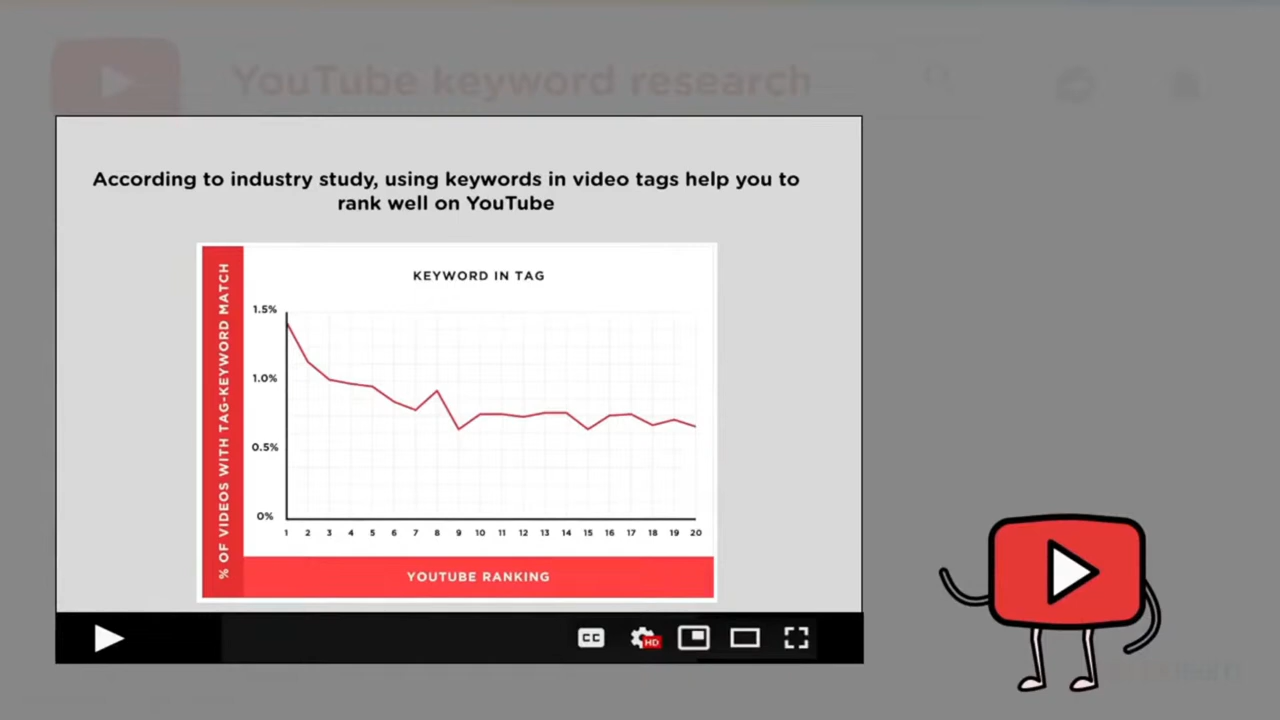 YouTube keyword research
According to industry study, using keywords in video tags help you to
rank well on YouTube
KEYWORD IN TAG
% OF VIDEOS WITH TAG-KEYWORD MATCH
1.5%
1.0%
0.5%
0%
1 2 3 4 5 6 7 8 9 10 11 12 13 14 15 16 17 18 19 20
YOUTUBE RANKING
CC
HD